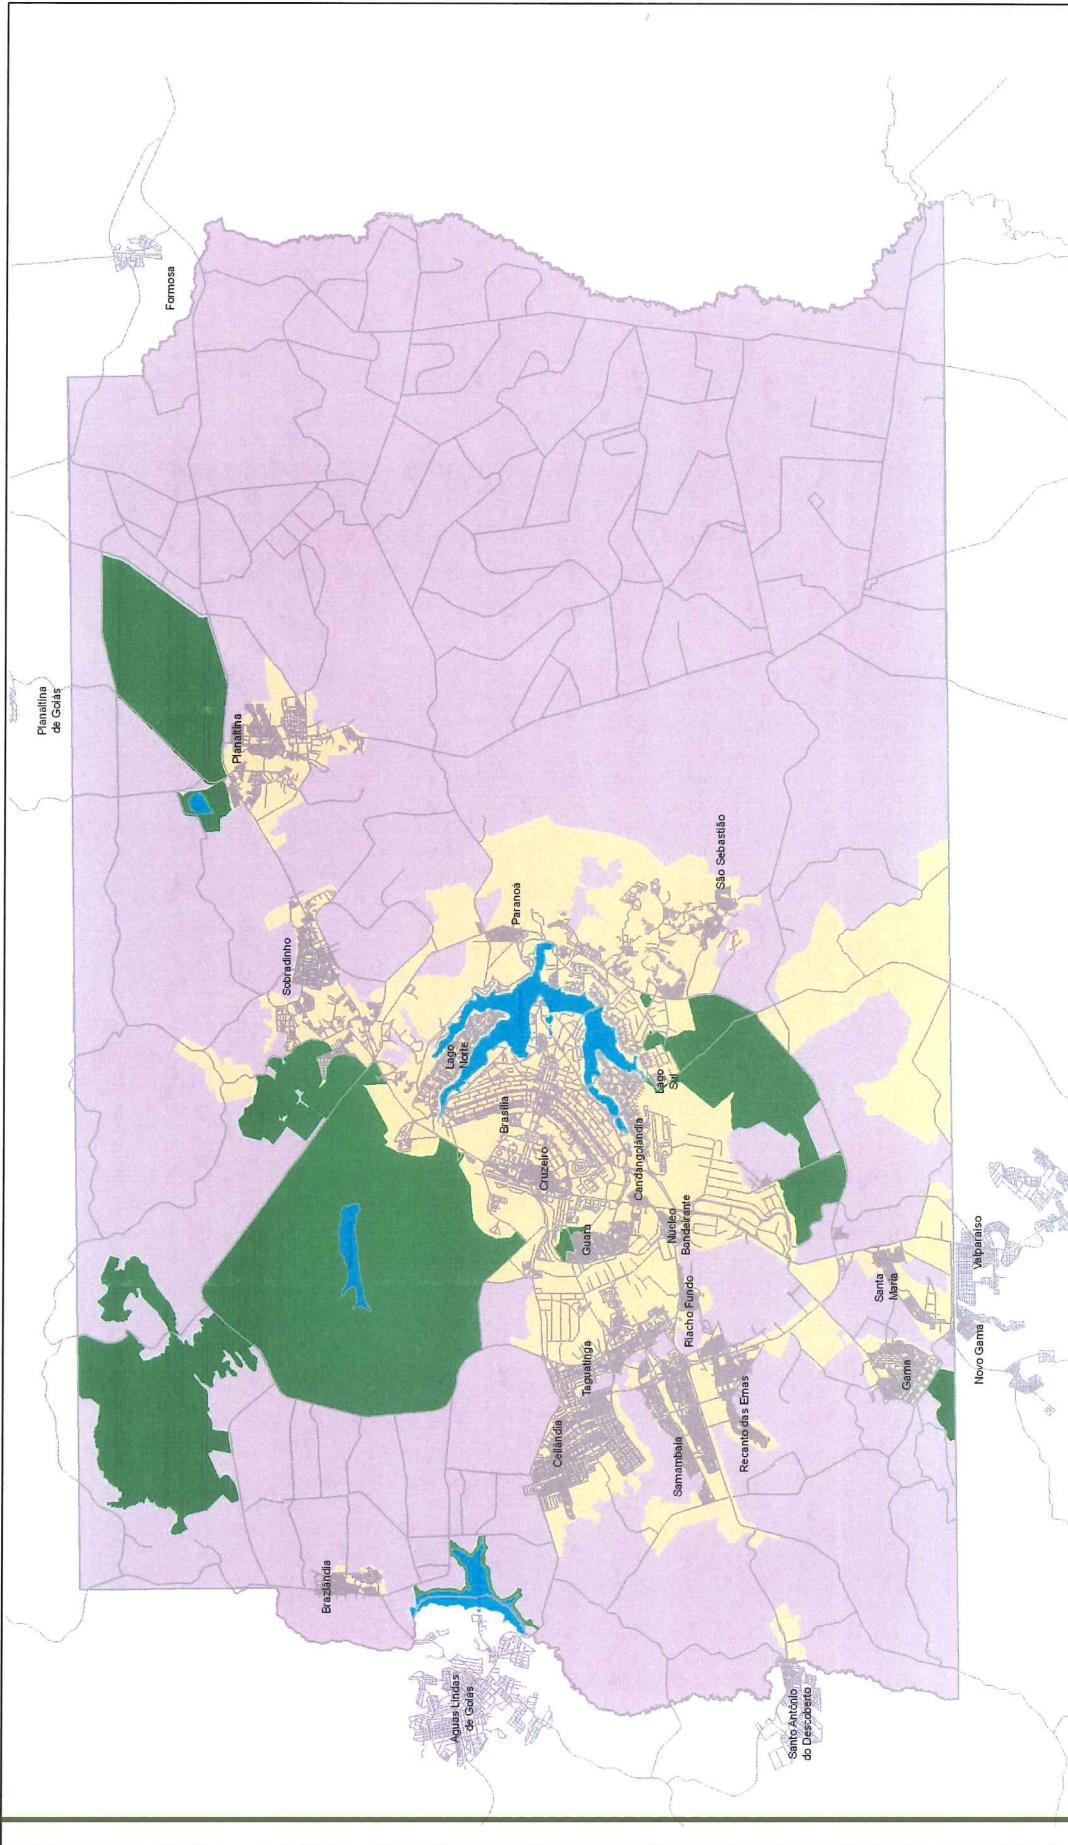 Planaltina
de Goiás
Formosa
Planaltina
Sobradinho
Brazlândia
Paranoá
Lago
Norte
Brasília
Cruzeiro
São Sebastião
Lago
Sul
Candangolândia
Guará
Núcleo
Bandeirante
Riacho Fundo
Taguatinga
Ceilândia
Samambaia
Recanto das Emas
Águas Lindas
de Goiás
Santo Antônio
do Descoberto
Santa
Maria
Gama
Novo Gama
Valparaíso